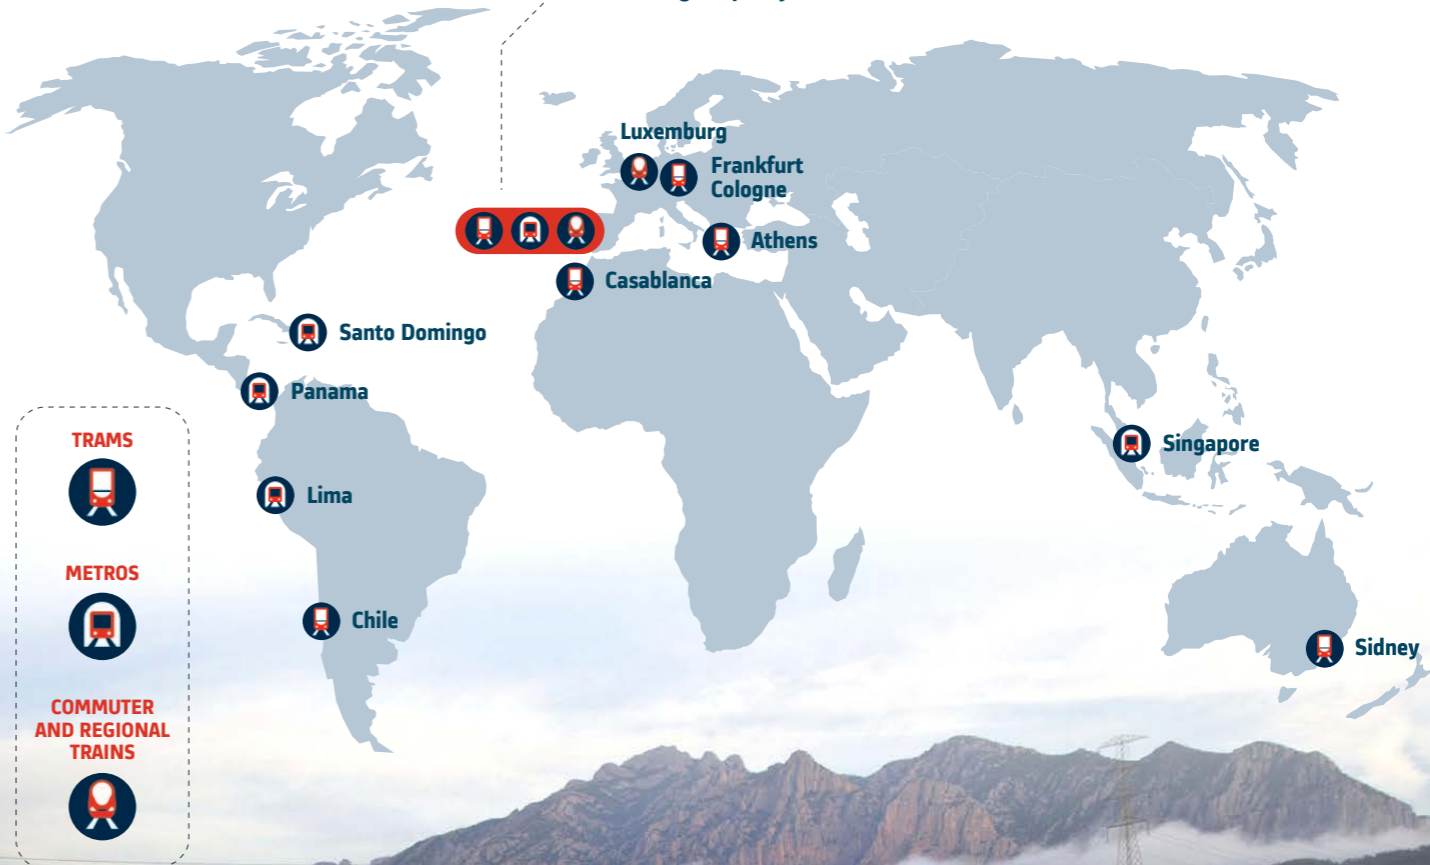 Luxemburg
Frankfurt
Cologne
Athens
Casablanca
Santo Domingo
Panama
TRAMS
Singapore
Lima
METROS
Chile
Sidney
COMMUTER
AND REGIONAL
TRAINS